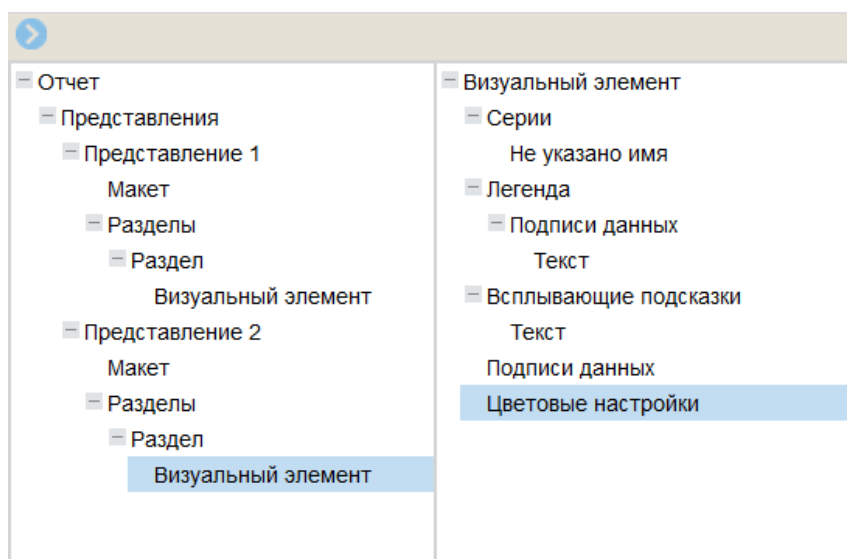 Отчет
Представления
Представление 1
Макет
Разделы
Раздел
Визуальный элемент
Представление 2
Макет
Разделы
Раздел
Визуальный элемент
Визуальный элемент
Серии
Не указано имя
Легенда
Подписи данных
Текст
Всплывающие подсказки
Текст
Подписи данных
Цветовые настройки